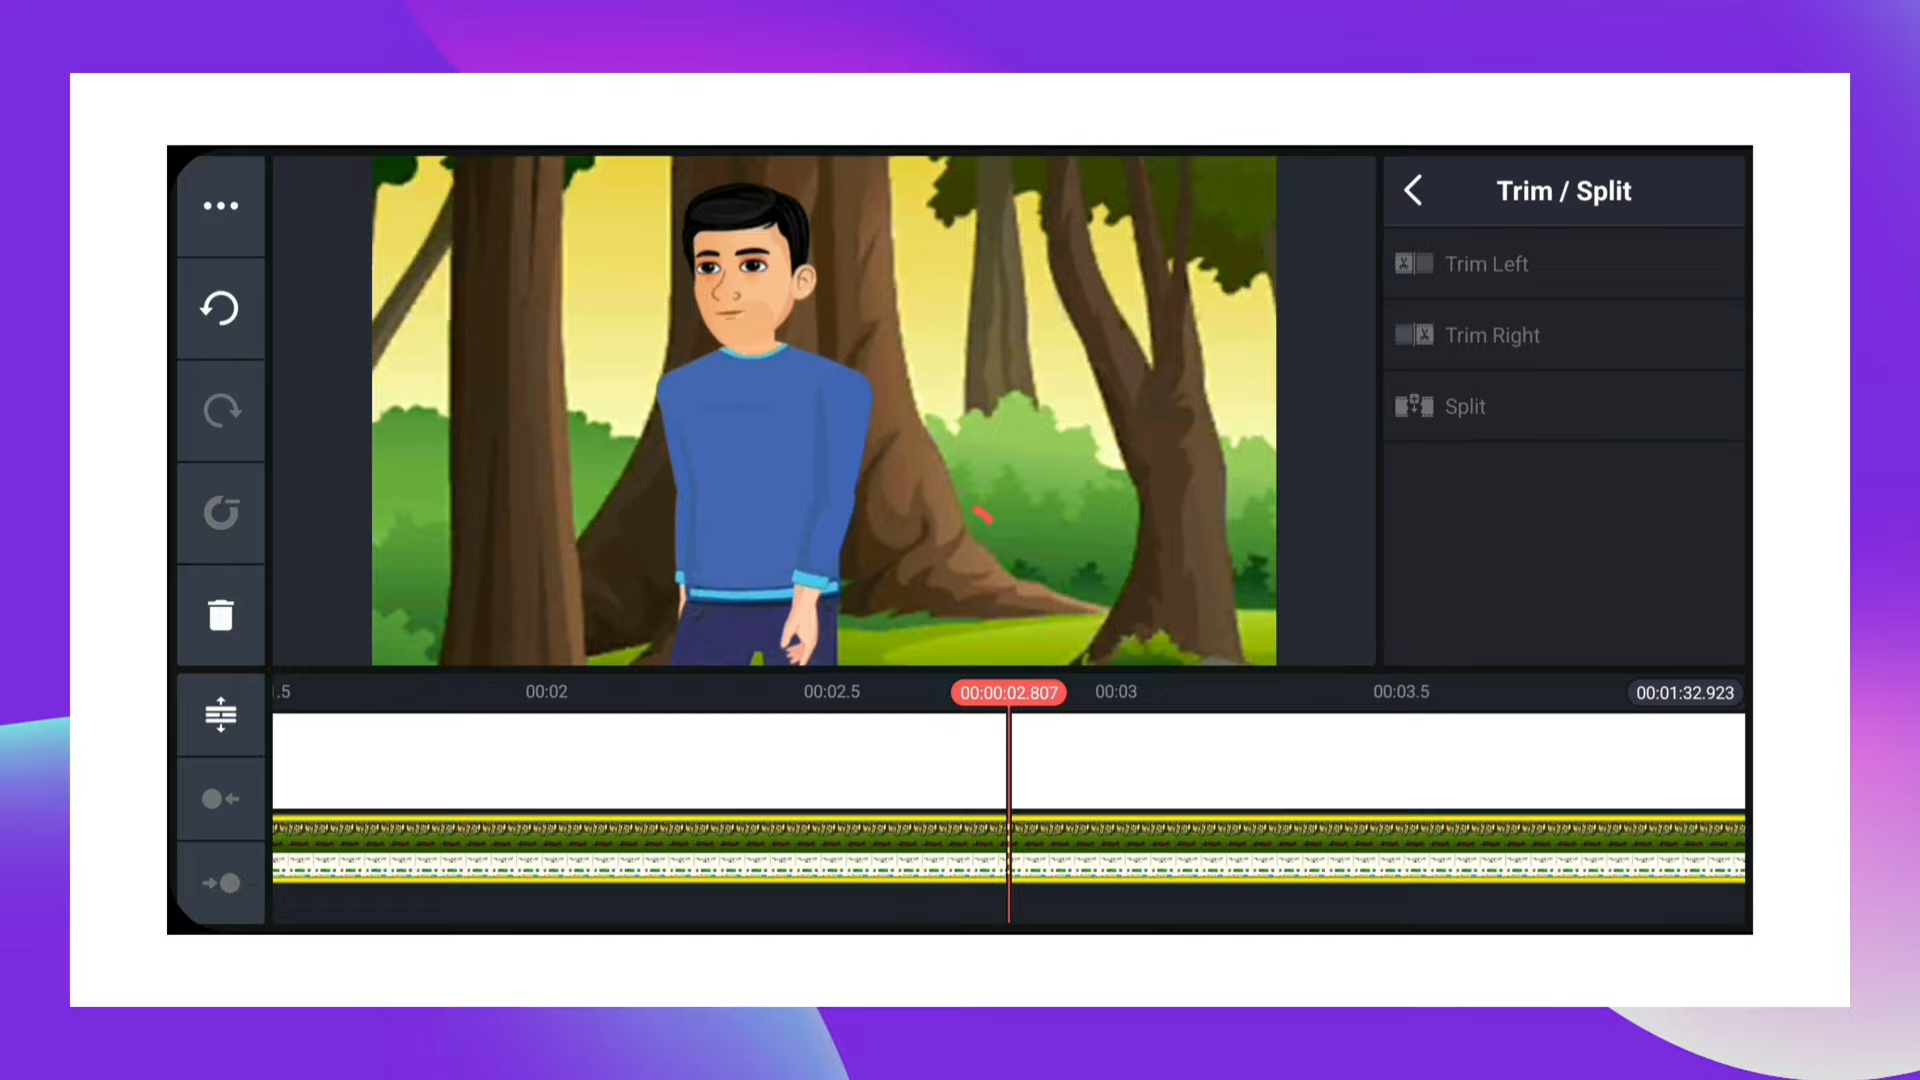 Trim / Split
Trim Left
Trim Right
Split
.5
00:02
00:02.5
00:00:02.807
00:03
00:03.5
00:01:32.923